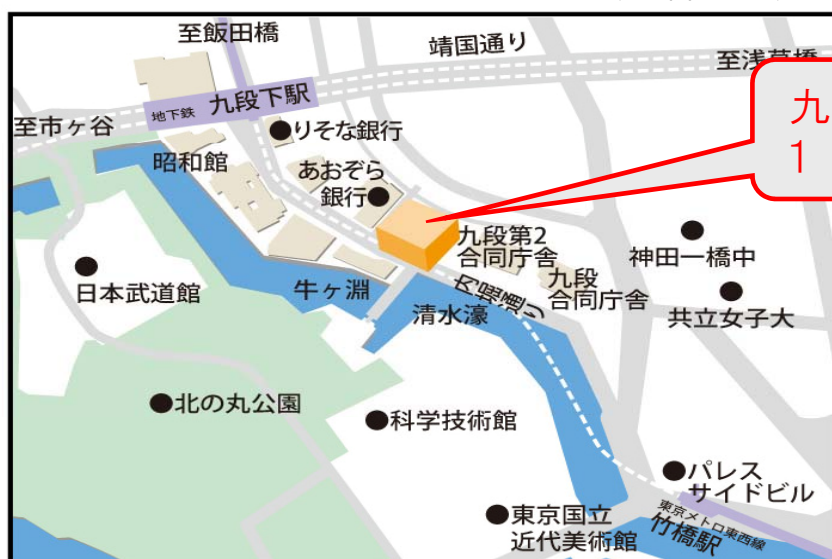 至飯田橋
靖国通り
至浅草橋
九
1
地下鉄 九段下駅
至市ヶ谷
りそな銀行
昭和館
あおぞら
銀行
九段第2
合同庁舎
神田一橋中
九段
合同庁舎
日本武道館
牛ヶ淵
内堀通り
清水濠
共立女子大
北の丸公園
科学技術館
パレス
サイドビル
東京国立
近代美術館
東京メトロ東西線
竹橋駅